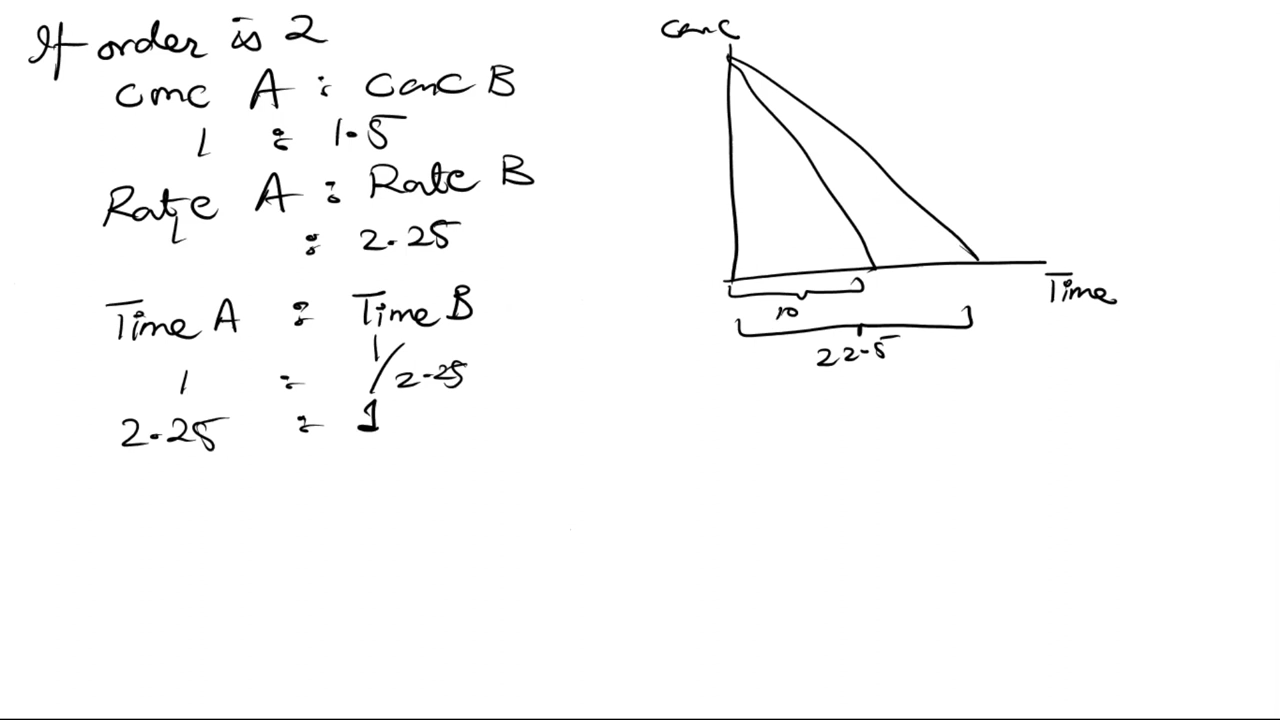 If order is 2
conc A : conc B
1 : 1.5
Rate A : Rate B
1 : 2.25
Time A : Time B
1 : 1/2.25
2.25 : 1
conc
Time
10
22.5